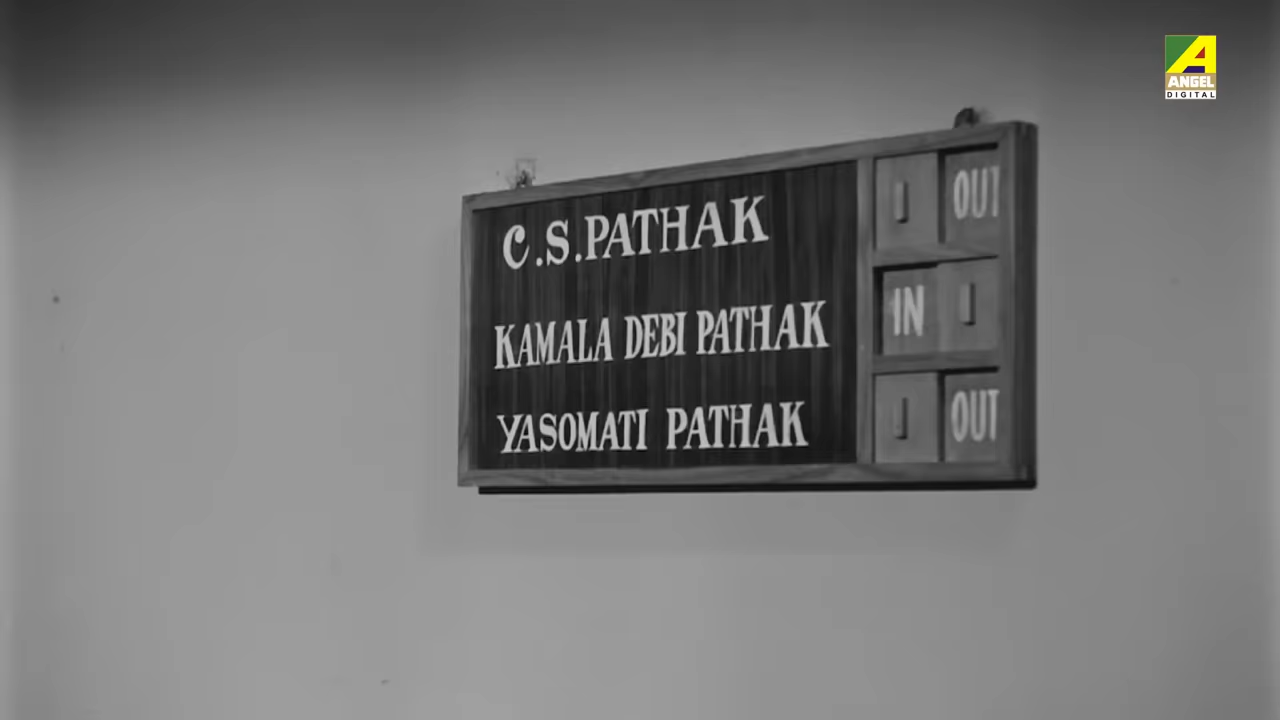 ANGEL
DIGITAL
C.S.PATHAK OUT
KAMALA DEBI PATHAK IN
YASOMATI PATHAK OUT